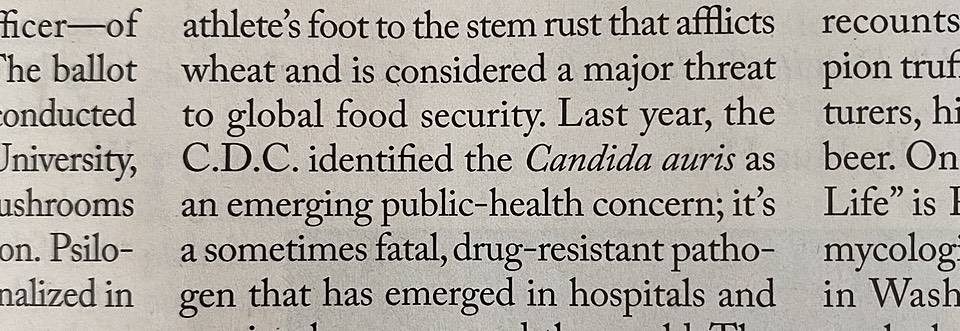 ficer—of
The ballot
conducted
University,
ushrooms
on. Psilo-
nalized in
athlete's foot to the stem rust that afflicts
wheat and is considered a major threat
to global food security. Last year, the
C.D.C. identified the Candida auris as
an emerging public-health concern; it's
a sometimes fatal, drug-resistant patho-
gen that has emerged in hospitals and
recounts
pion truf
turers, hi
beer. On
Life" is
mycologi
in Wash